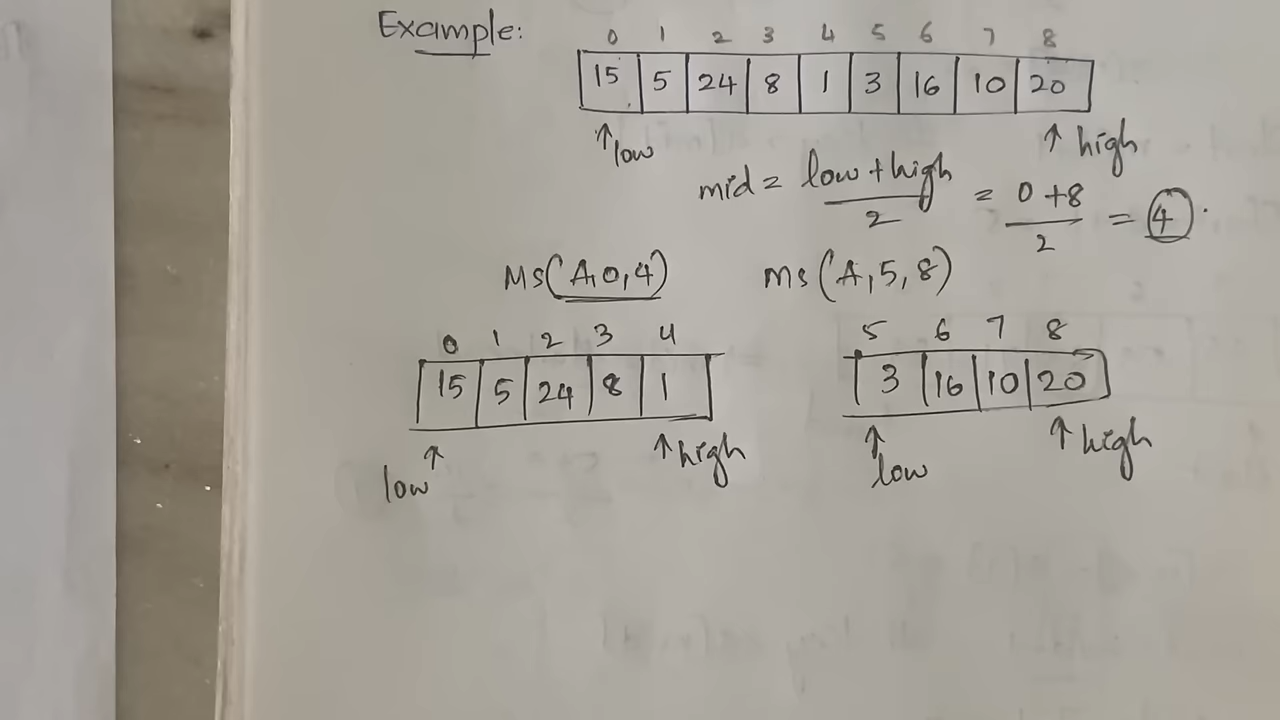 Example:
0 1 2 3 4 5 6 7 8
15 5 24 8 1 3 16 10 20
↑ low ↑ high
mid = low + high / 2 = 0 + 8 / 2 = 4.
Ms(A,0,4) ms(A,5,8)
0 1 2 3 4 5 6 7 8
15 5 24 8 1 3 16 10 20
low ↑ ↑ high ↑ low ↑ high